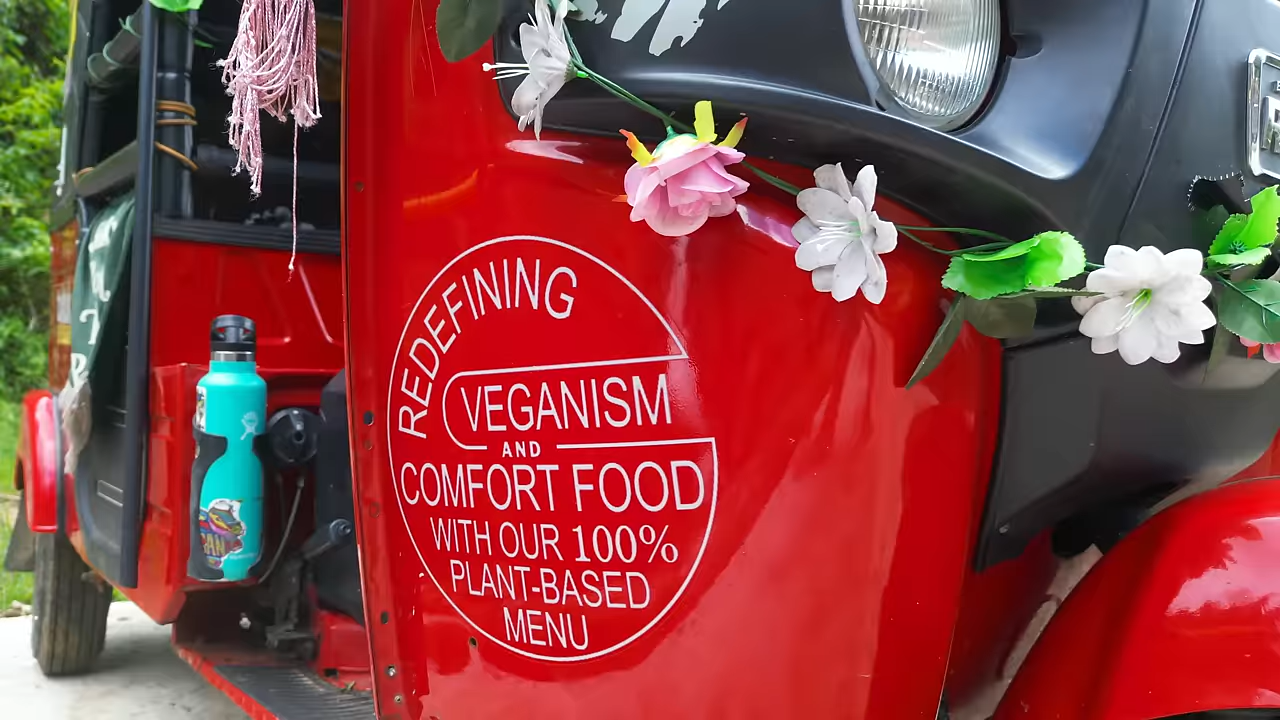 REDEFINING
VEGANISM
AND
COMFORT FOOD
WITH OUR 100%
PLANT-BASED
MENU